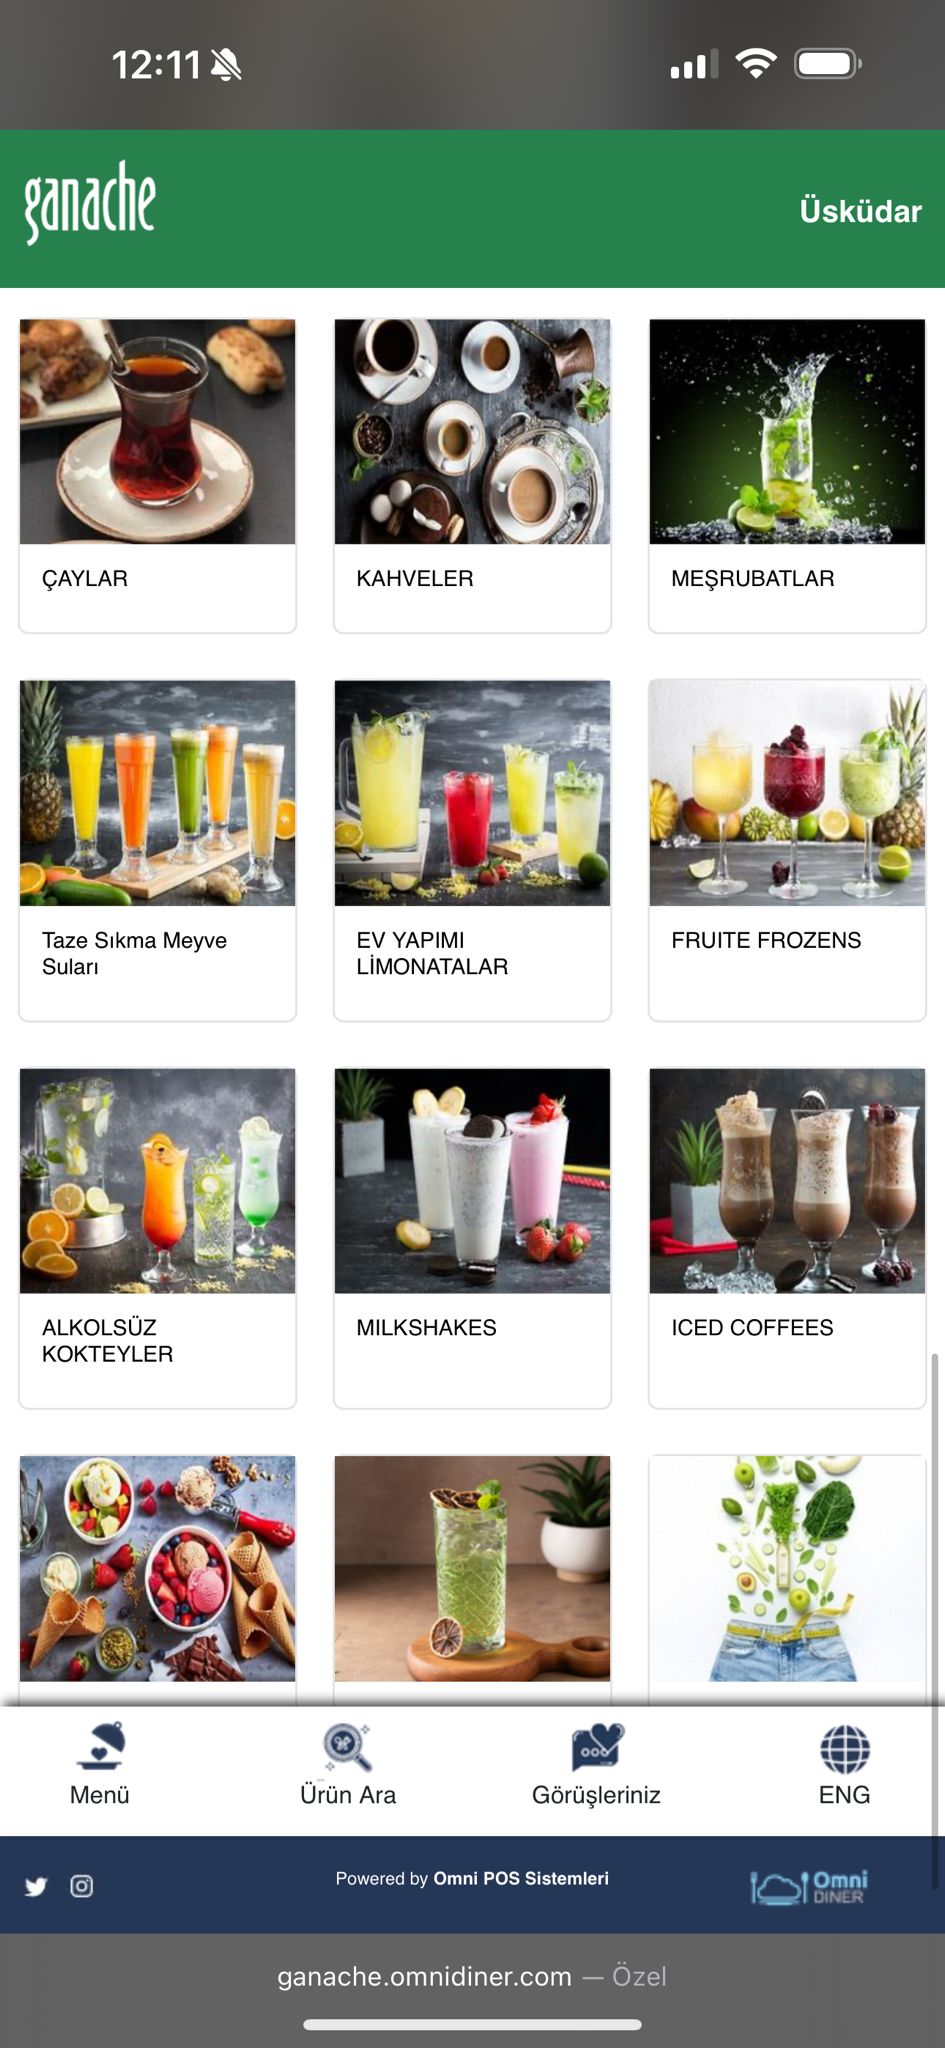 12:11
ganache
Üsküdar
ÇAYLAR
KAHVELER
MEŞRUBATLAR
Taze Sıkma Meyve
Suları
EV YAPIMI
LİMONATALAR
FRUITE FROZENS
ALKOLSÜZ
KOKTEYLER
MILKSHAKES
ICED COFFEES
Menü
Ürün Ara
Görüşleriniz
ENG
Powered by Omni POS Sistemleri
Omni
DINER
ganache.omnidiner.com — Özel